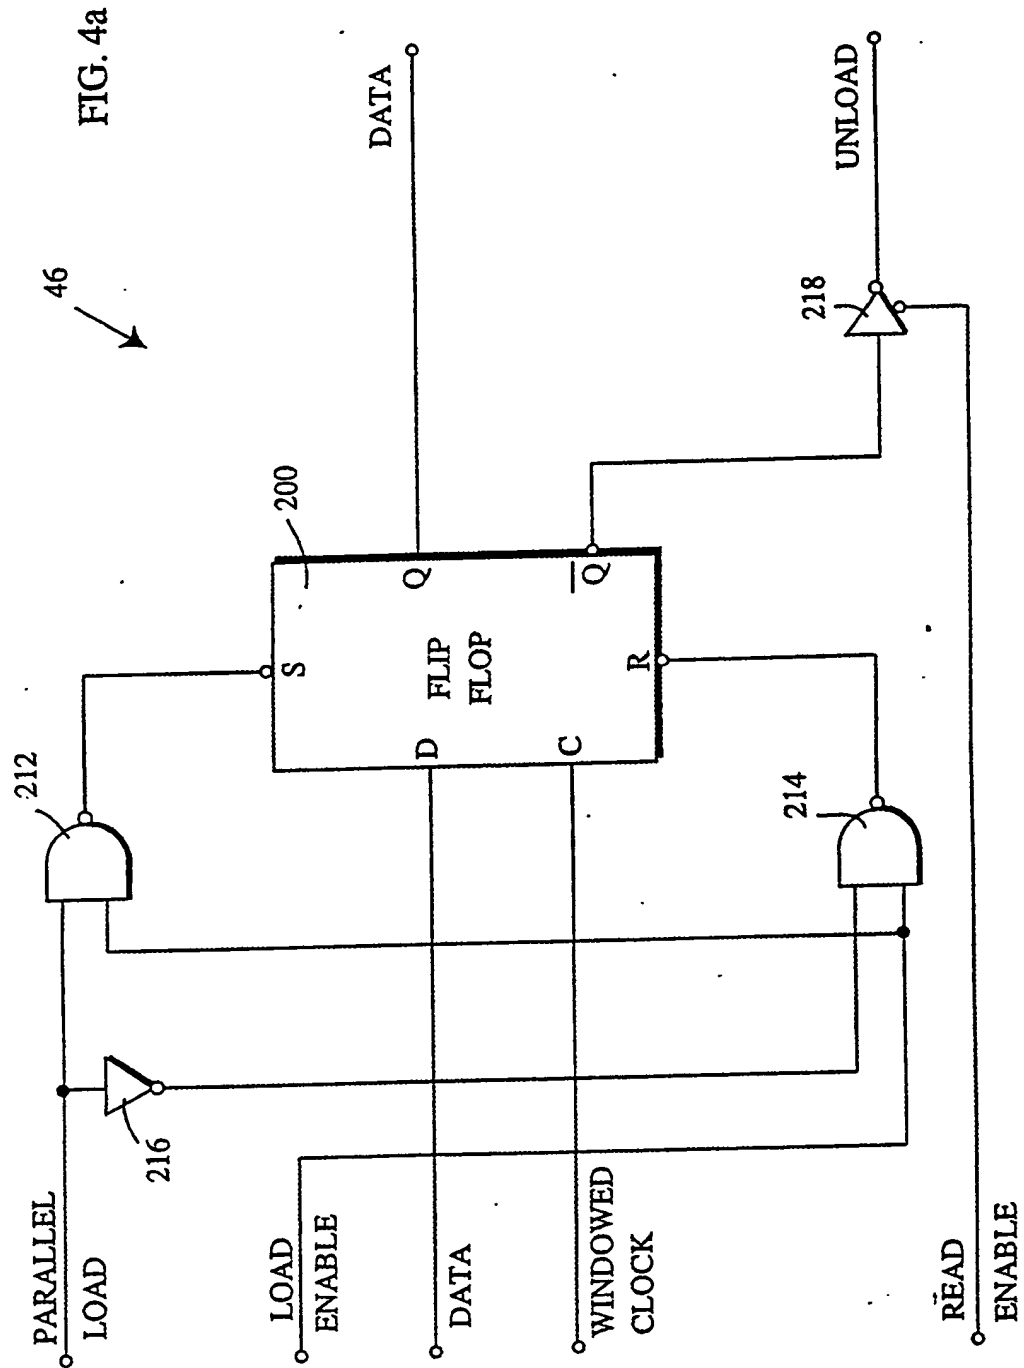 FIG. 4a
46
PARALLEL
LOAD
216
212
LOAD
ENABLE
DATA
WINDOWED
CLOCK
READ
ENABLE
214
S
D
C
R
FLIP
FLOP
Q
Q̅
200
DATA
218
UNLOAD